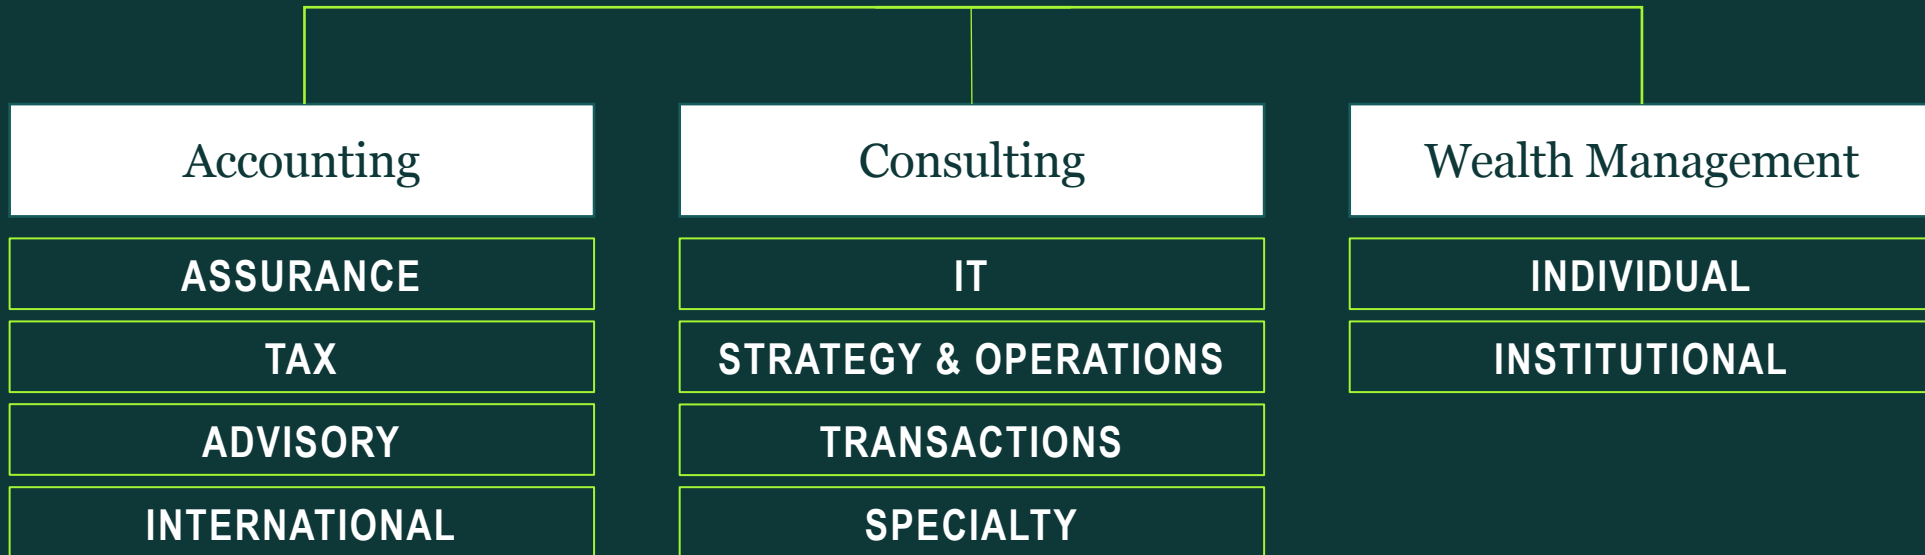 Accounting
ASSURANCE
TAX
ADVISORY
INTERNATIONAL
Consulting
IT
STRATEGY & OPERATIONS
TRANSACTIONS
SPECIALTY
Wealth Management
INDIVIDUAL
INSTITUTIONAL